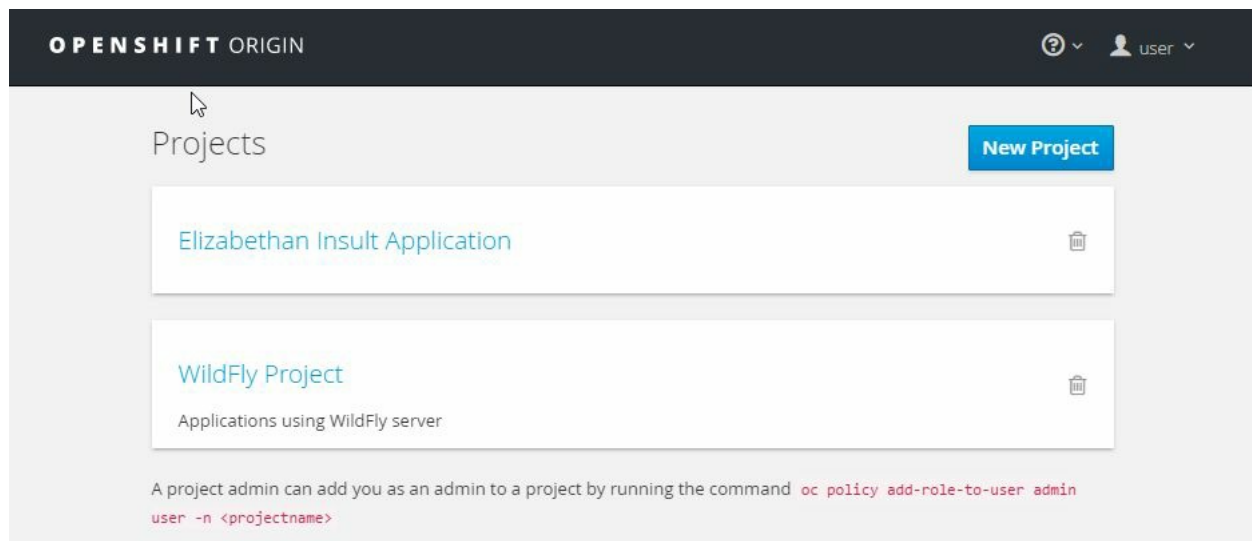 OPENSHIFT ORIGIN
user
Projects
New Project
Elizabethan Insult Application
WildFly Project
Applications using WildFly server
A project admin can add you as an admin to a project by running the command oc policy add-role-to-user admin
user -n <projectname>